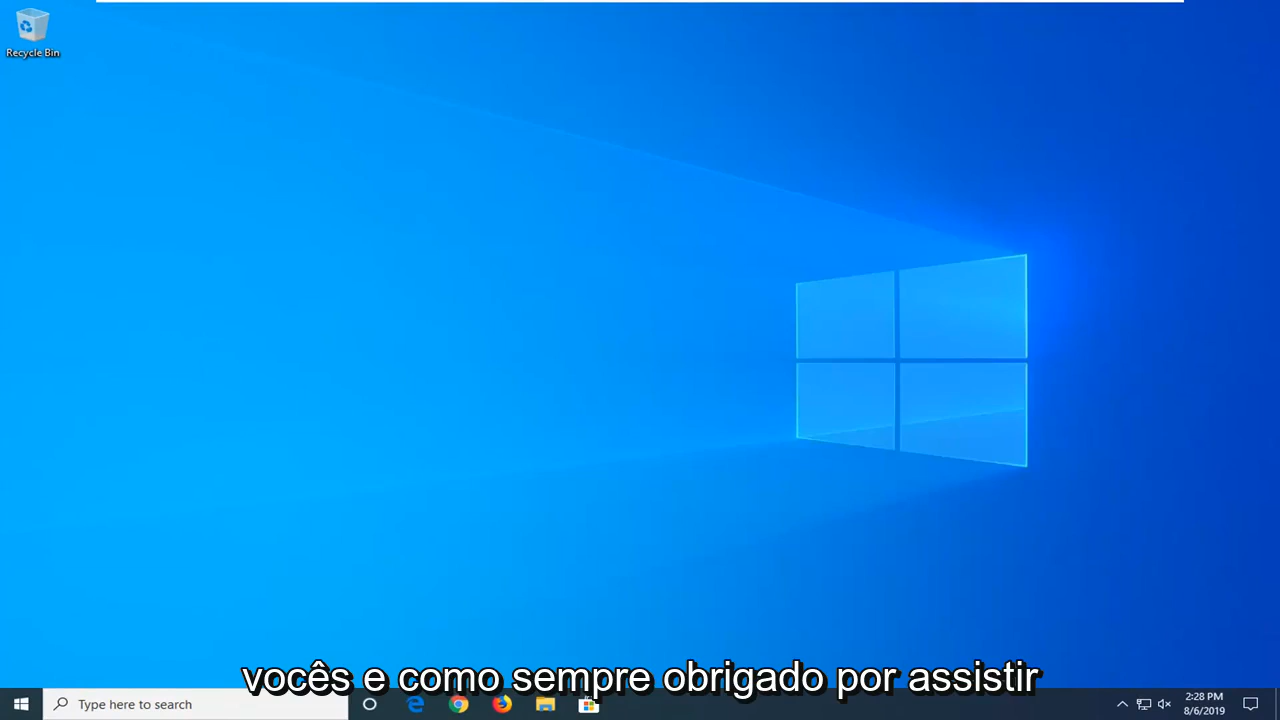 Recycle Bin
vocês e como sempre obrigado por assistir
Type here to search
2:28 PM
8/6/2019